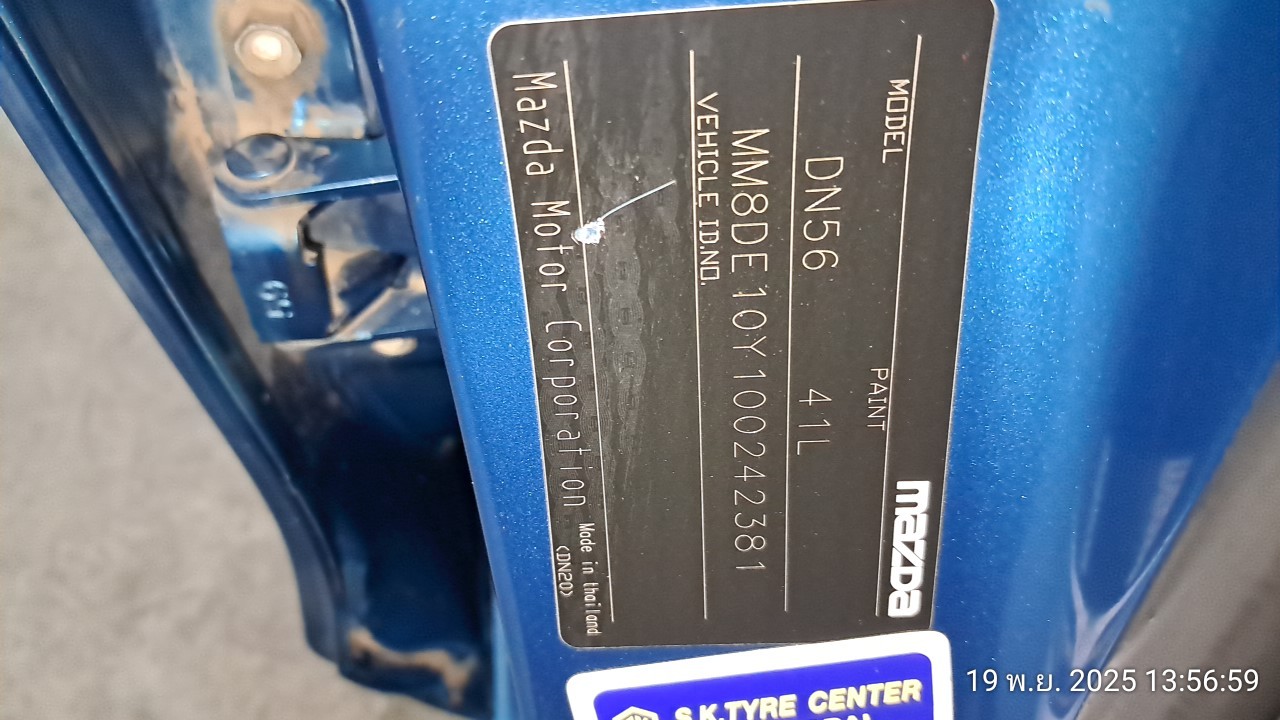 mazda
MODEL PAINT
DN56 41L
MM8DE10Y100242381
VEHICLE ID.NO.
Mazda Motor Corporation Made in thailand
(DN20)
S.K.TYRE CENTER
19 พ.ย. 2025 13:56:59